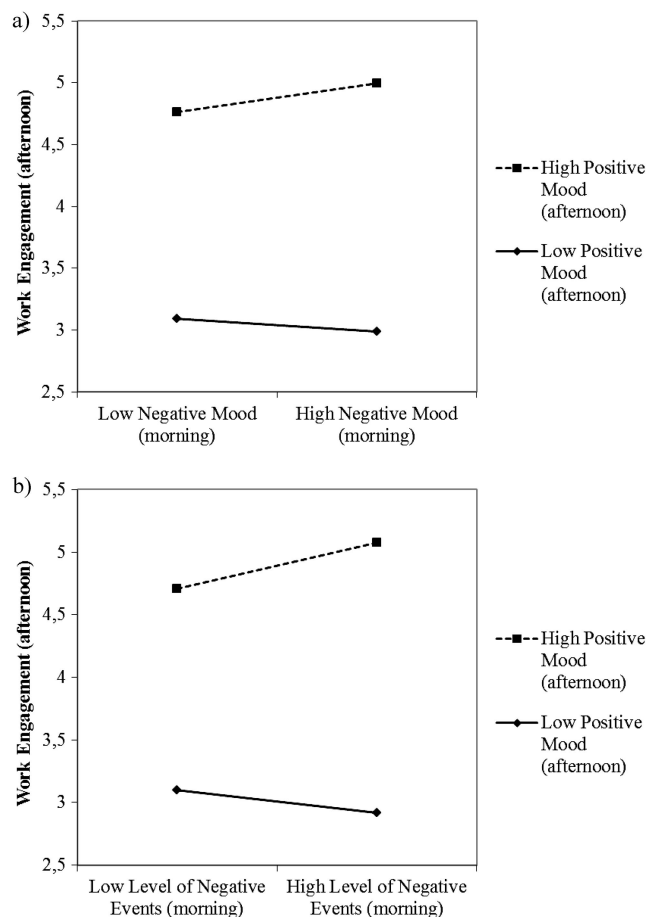 a)
5,5
5
4,5
4
3,5
3
2,5
Work Engagement (afternoon)
Low Negative Mood
(morning)
High Negative Mood
(morning)
High Positive
Mood
(afternoon)
Low Positive
Mood
(afternoon)
b)
5,5
5
4,5
4
3,5
3
2,5
Work Engagement (afternoon)
Low Level of Negative
Events (morning)
High Level of Negative
Events (morning)
High Positive
Mood
(afternoon)
Low Positive
Mood
(afternoon)